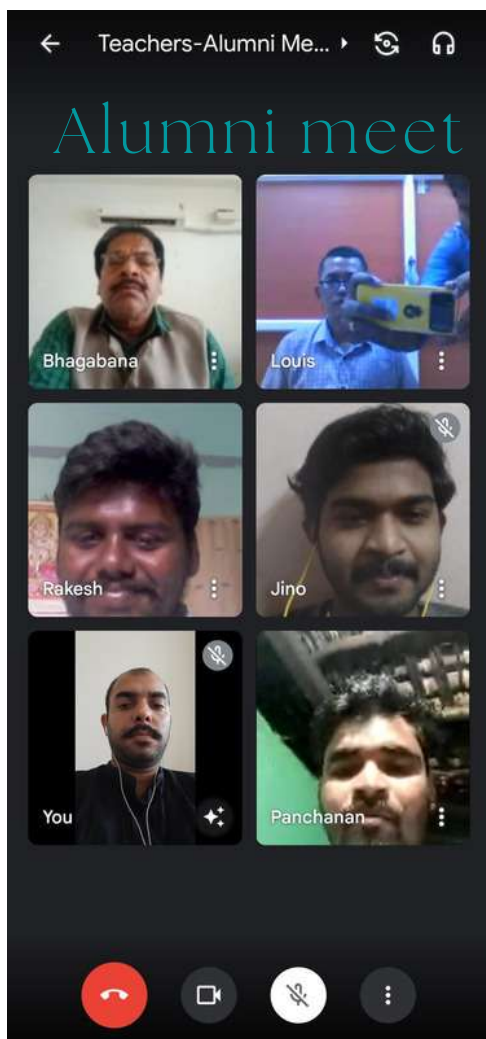 Teachers-Alumni Me...
Alumni meet
Bhagabana
Louis
Rakesh
Jino
You
Panchanan